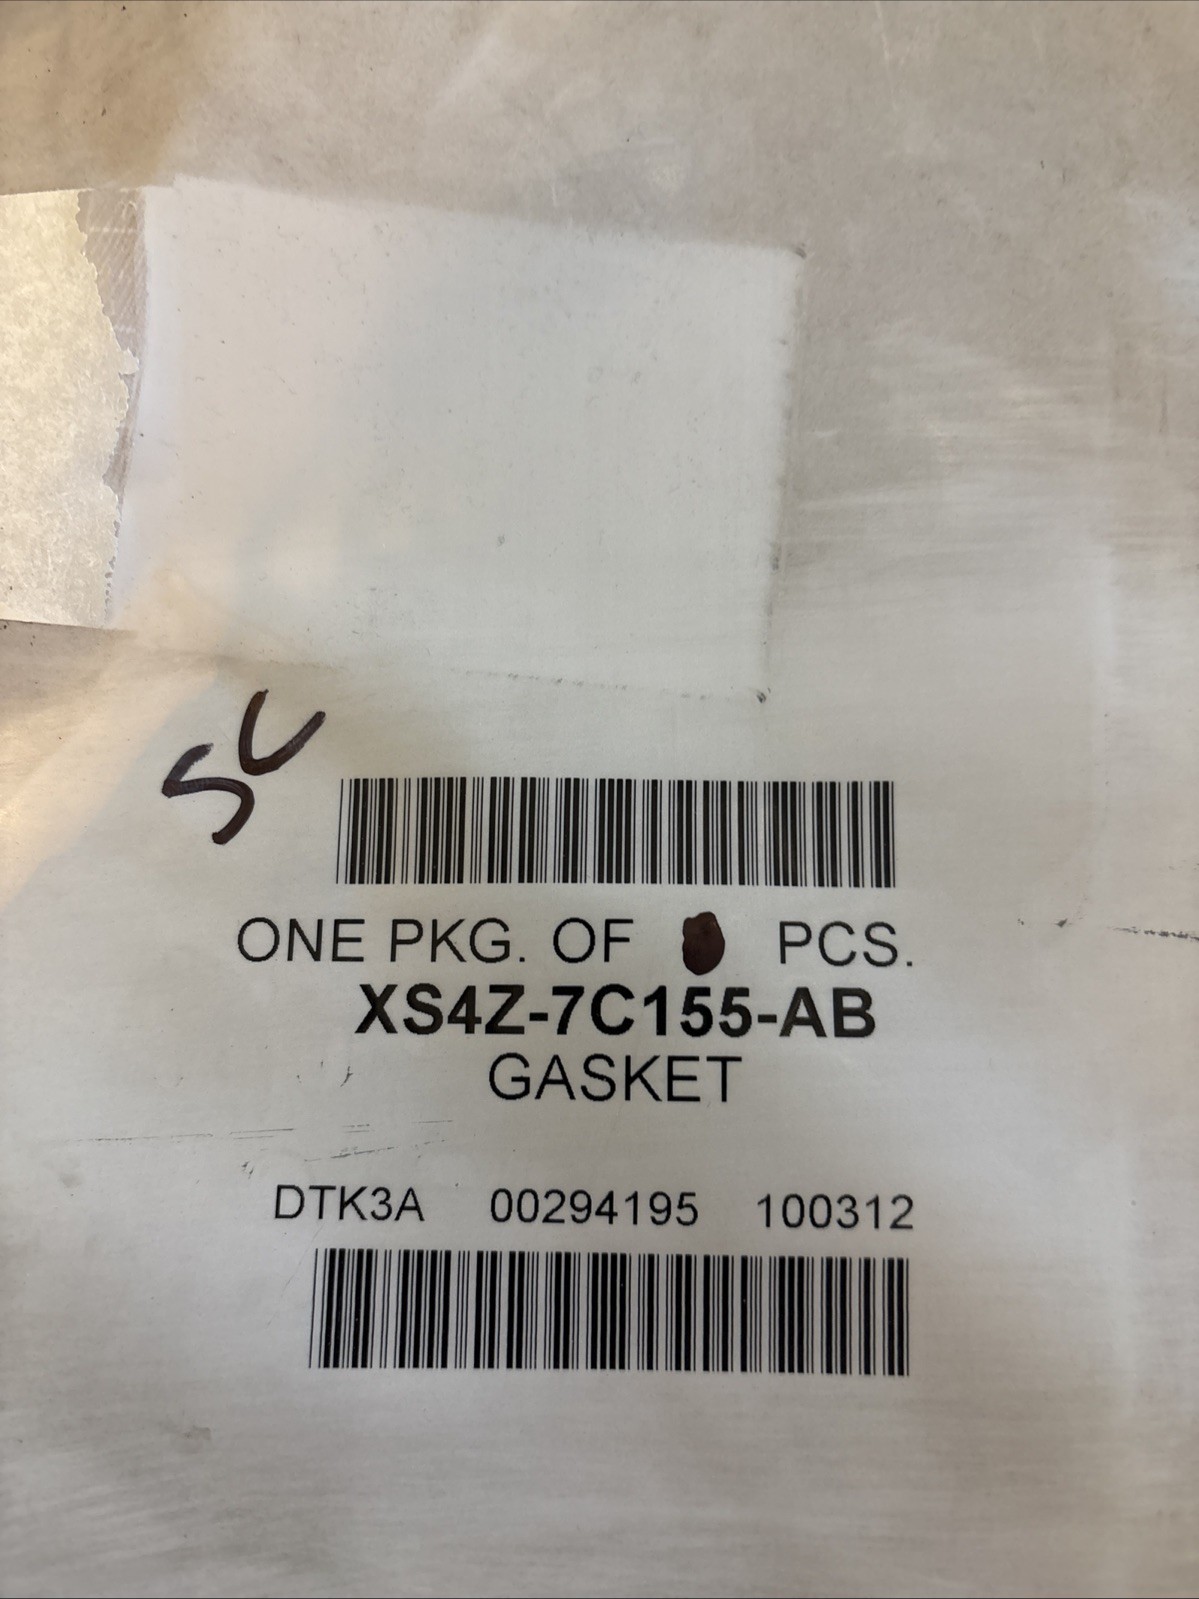 SC
ONE PKG. OF PCS.
XS4Z-7C155-AB
GASKET
DTK3A 00294195 100312